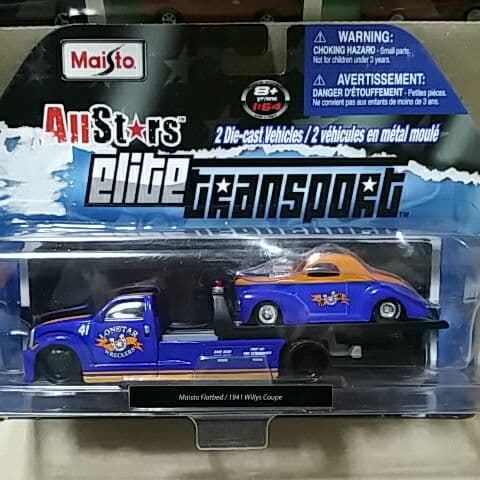 Maisto
WARNING:
CHOKING HAZARD - Small parts.
Not for children under 3 years.
AVERTISSEMENT:
DANGER D'ÉTOUFFEMENT - Petites pièces.
Ne convient pas aux enfants de moins de 3 ans.
8+
1:64
AllStars™
2 Die-cast Vehicles / 2 véhicules en métal moulé
elite transport™
41
LONESTAR
WRECKERS
Maisto Flatbed / 1941 Willys Coupe